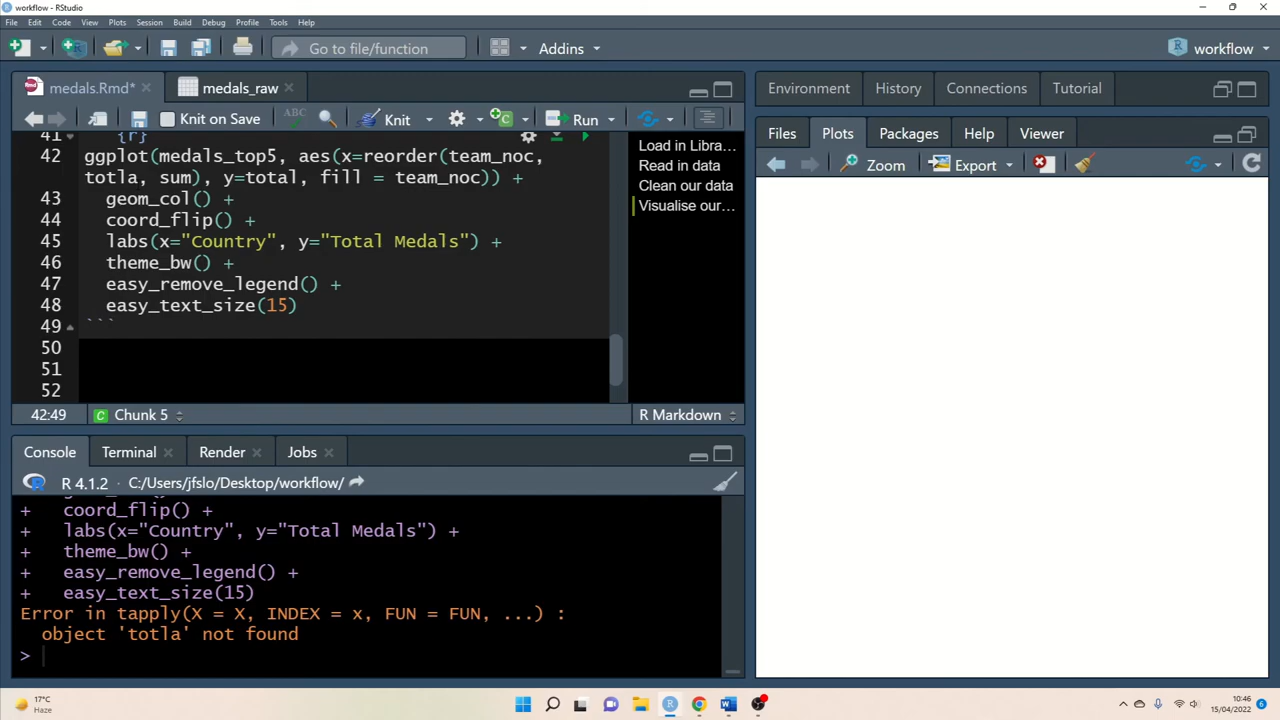 workflow - RStudio
File Edit Code View Plots Session Build Debug Profile Tools Help
Go to file/function Addins workflow
medals.Rmd* medals_raw
Knit on Save ABC Knit Run
41 {r}
42 ggplot(medals_top5, aes(x=reorder(team_noc,
totla, sum), y=total, fill = team_noc)) +
43 geom_col() +
44 coord_flip() +
45 labs(x="Country", y="Total Medals") +
46 theme_bw() +
47 easy_remove_legend() +
48 easy_text_size(15)
49 ```
50
51
52
42:49 Chunk 5 R Markdown
Load in Libra...
Read in data
Clean our data
Visualise our...
Console Terminal Render Jobs
R 4.1.2 · C:/Users/jfslo/Desktop/workflow/
+ coord_flip() +
+ labs(x="Country", y="Total Medals") +
+ theme_bw() +
+ easy_remove_legend() +
+ easy_text_size(15)
Error in tapply(X = X, INDEX = x, FUN = FUN, ...) :
object 'totla' not found
>
Environment History Connections Tutorial
Files Plots Packages Help Viewer
Zoom Export
17°C
Haze
10:46
15/04/2022
6